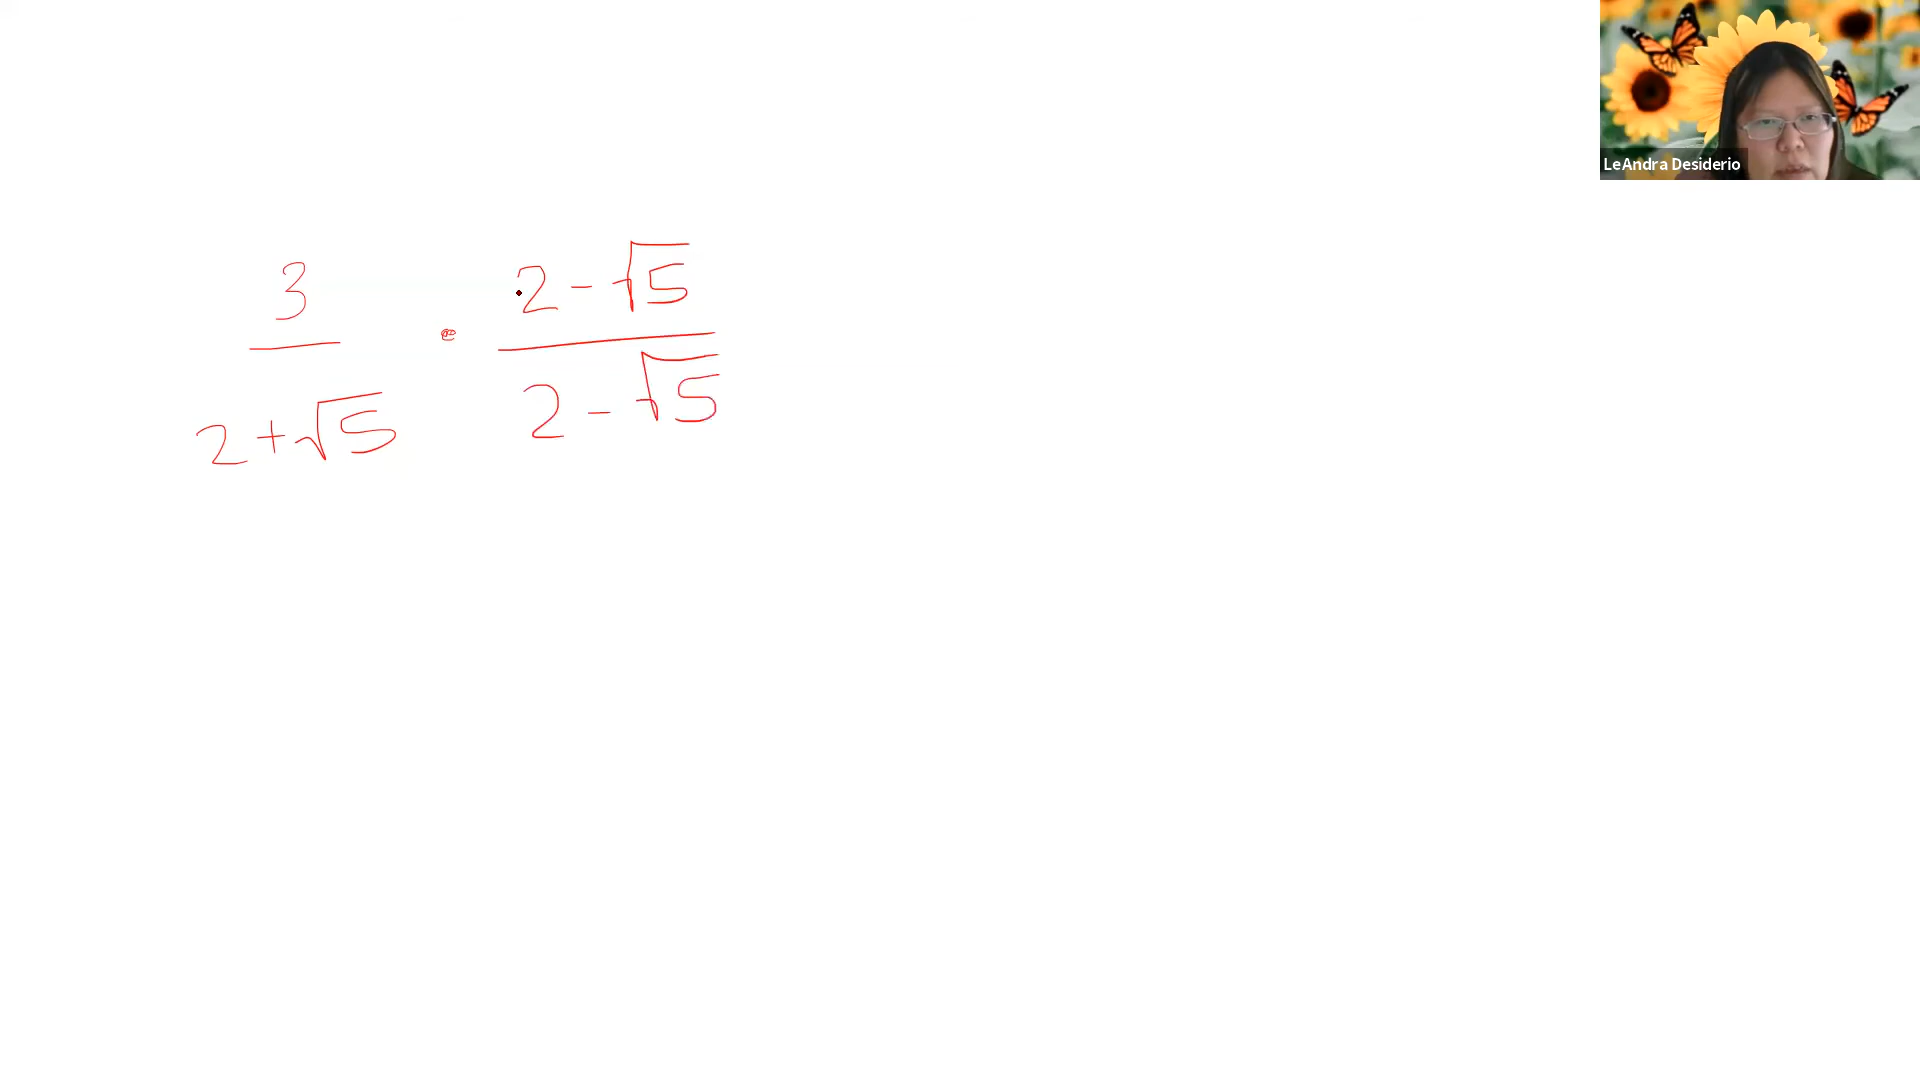 LeAndra Desiderio
3 2 - √5
•
2 + √5 2 - √5